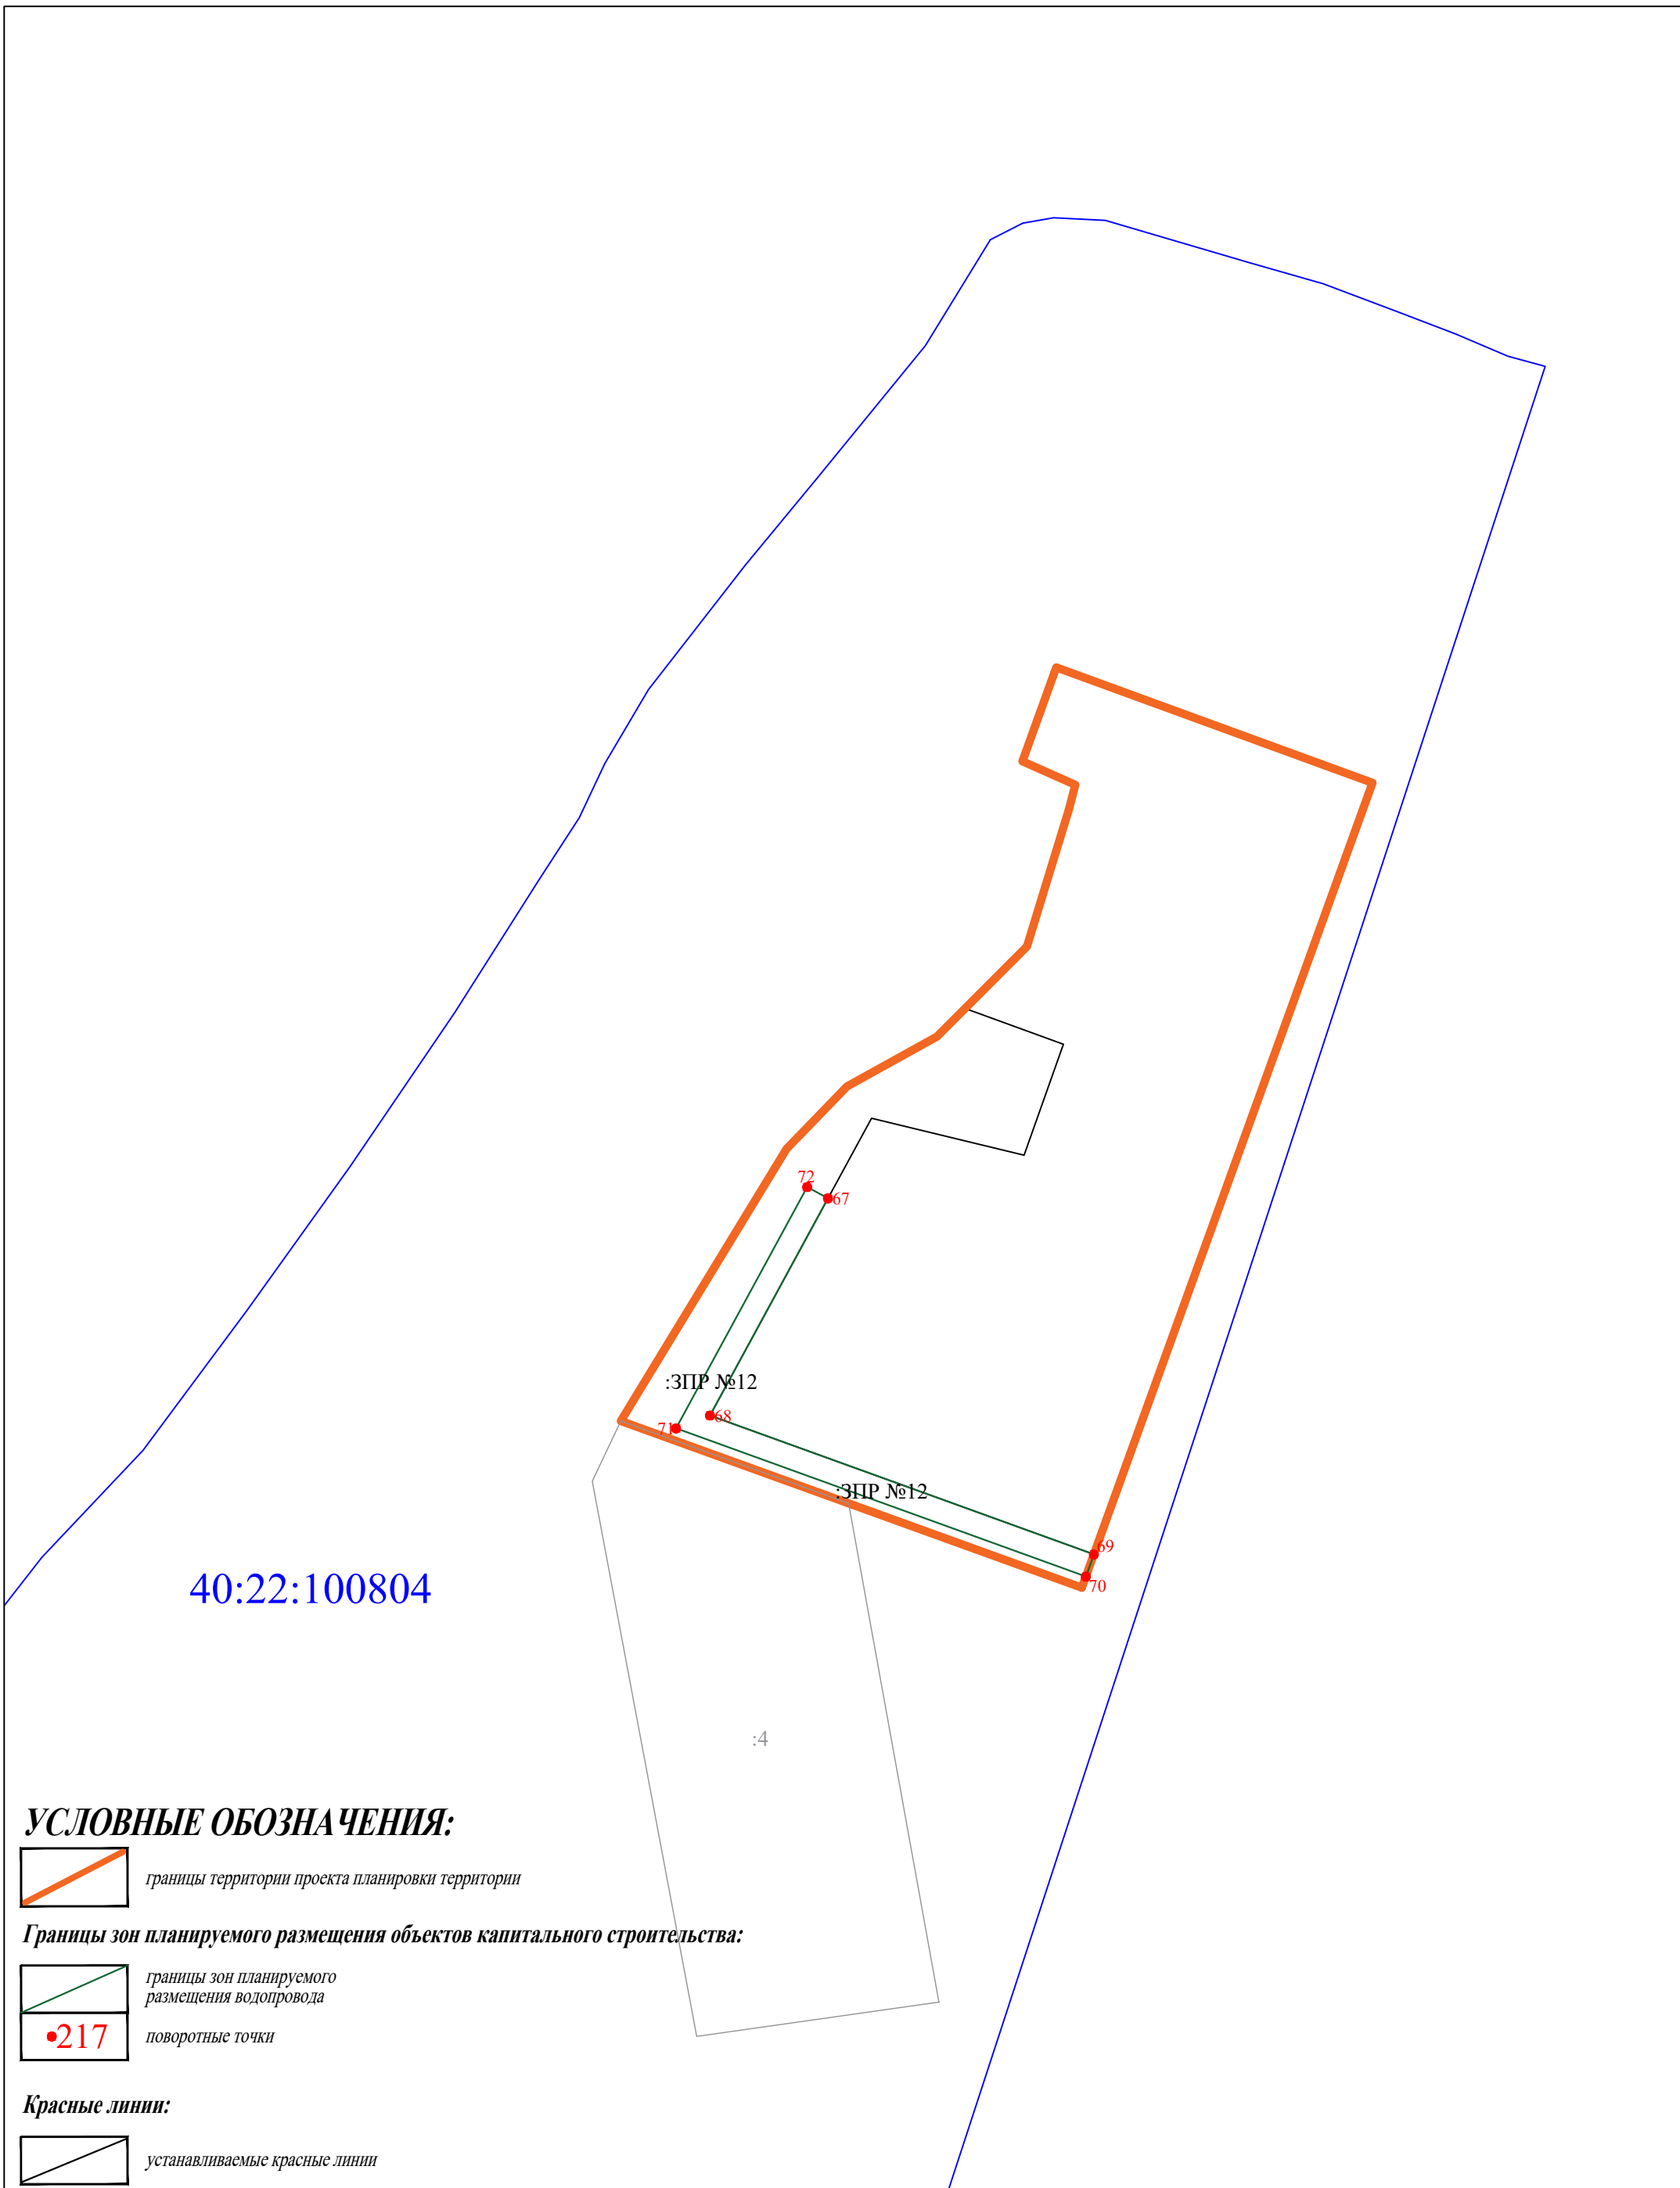 72
67
:ЗПР №12
68
71
:ЗПР №12
69
70
40:22:100804
:4
УСЛОВНЫЕ ОБОЗНАЧЕНИЯ:
границы территории проекта планировки территории
Границы зон планируемого размещения объектов капитального строительства:
границы зон планируемого
размещения водопровода
217
поворотные точки
Красные линии:
устанавливаемые красные линии